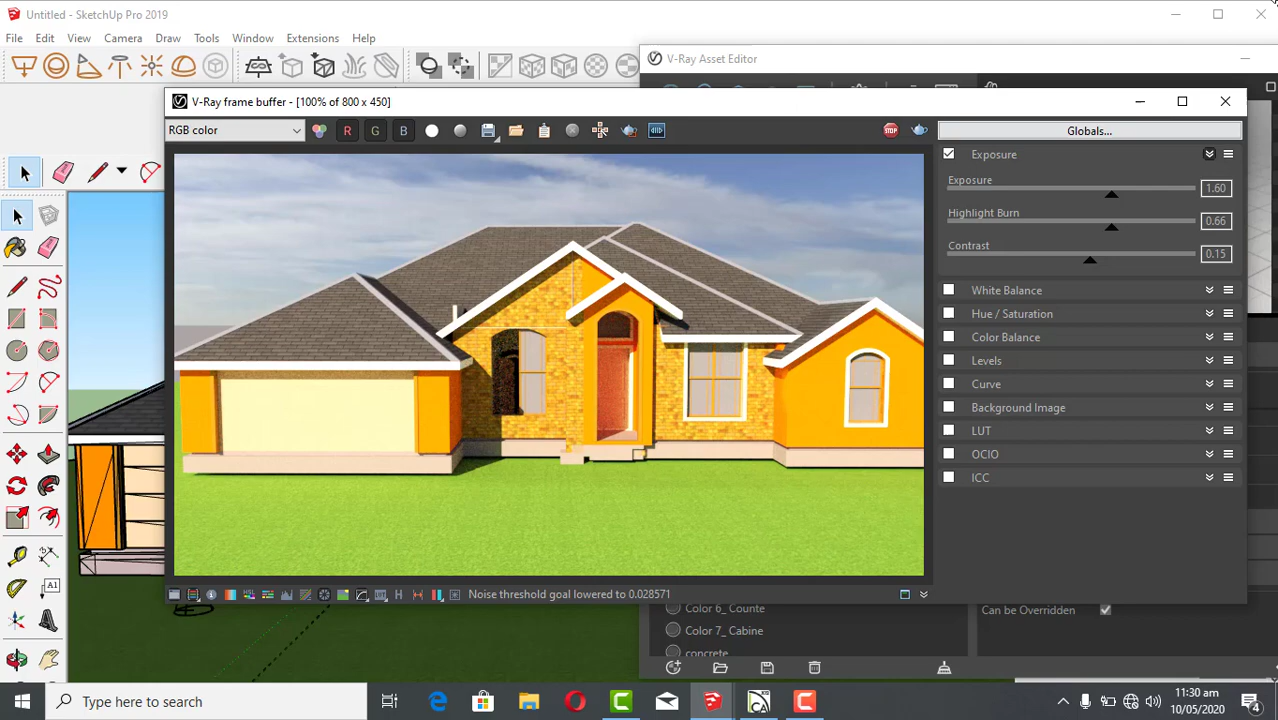 Untitled - SketchUp Pro 2019
File Edit View Camera Draw Tools Window Extensions Help
V-Ray Asset Editor
V-Ray frame buffer - [100% of 800 x 450]
RGB color
R G B
STOP
Globals...
Exposure
Exposure
1.60
Highlight Burn
0.66
Contrast
0.15
White Balance
Hue / Saturation
Color Balance
Levels
Curve
Background Image
LUT
OCIO
ICC
A1
H
Noise threshold goal lowered to 0.028571
Color 6_ Counte
Can be Overridden
Color 7_ Cabine
concrete
Type here to search
11:30 am
10/05/2020
4